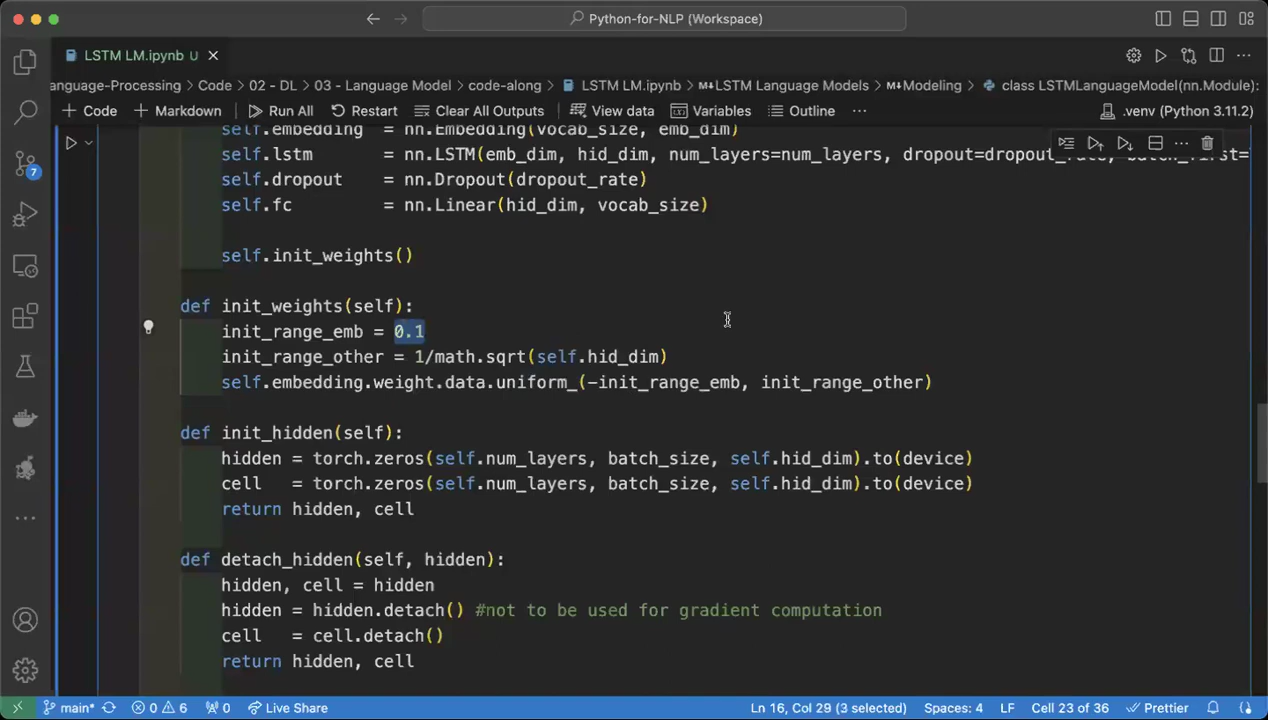 Python-for-NLP (Workspace)
LSTM LM.ipynb U
anguage-Processing Code 02 - DL 03 - Language Model code-along LSTM LM.ipynb LSTM Language Models Modeling class LSTMLanguageModel(nn.Module):
Code Markdown Run All Restart Clear All Outputs View data Variables Outline ... .venv (Python 3.11.2)
self.embedding = nn.Embedding(vocab_size, emb_dim)
self.lstm = nn.LSTM(emb_dim, hid_dim, num_layers=num_layers, dropout=dropout_rate, batch_first=
self.dropout = nn.Dropout(dropout_rate)
self.fc = nn.Linear(hid_dim, vocab_size)
self.init_weights()
def init_weights(self):
init_range_emb = 0.1
init_range_other = 1/math.sqrt(self.hid_dim)
self.embedding.weight.data.uniform_(-init_range_emb, init_range_other)
def init_hidden(self):
hidden = torch.zeros(self.num_layers, batch_size, self.hid_dim).to(device)
cell = torch.zeros(self.num_layers, batch_size, self.hid_dim).to(device)
return hidden, cell
def detach_hidden(self, hidden):
hidden, cell = hidden
hidden = hidden.detach() #not to be used for gradient computation
cell = cell.detach()
return hidden, cell
7
main* 0 6 0 Live Share Ln 16, Col 29 (3 selected) Spaces: 4 LF Cell 23 of 36 Prettier